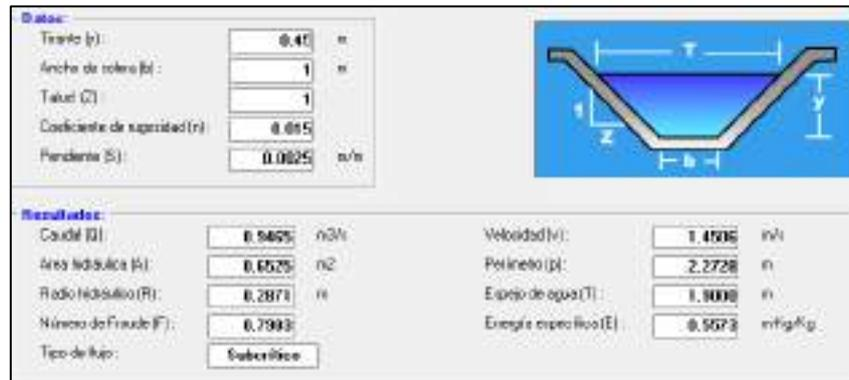 Datos:
Tirante (y): 0.45 m
Ancho de solera (b): 1 m
Talud (Z): 1
Coeficiente de rugosidad (n): 0.015
Pendiente (S): 0.0025 m/m
T
1
Z
y
b
Resultados:
Caudal (Q): 0.9465 m3/s
Velocidad (v): 1.4506 m/s
Area hidráulica (A): 0.6525 m2
Perímetro (p): 2.2728 m
Radio hidráulico (R): 0.2871 m
Espejo de agua (T): 1.9000 m
Número de Froude (F): 0.7903
Energía específica (E): 0.5573 m-Kg/Kg
Tipo de flujo: Subcrítico